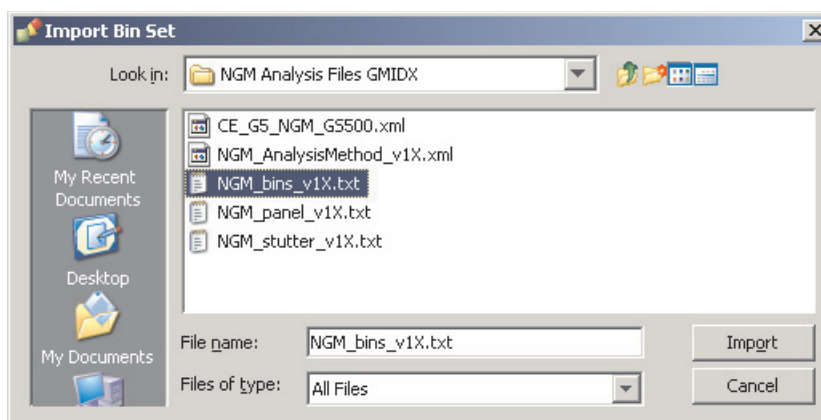 Import Bin Set
Look in: NGM Analysis Files GMIDX
CE_G5_NGM_GS500.xml
NGM_AnalysisMethod_v1X.xml
NGM_bins_v1X.txt
NGM_panel_v1X.txt
NGM_stutter_v1X.txt
My Recent
Documents
Desktop
My Documents
File name: NGM_bins_v1X.txt Import
Files of type: All Files Cancel